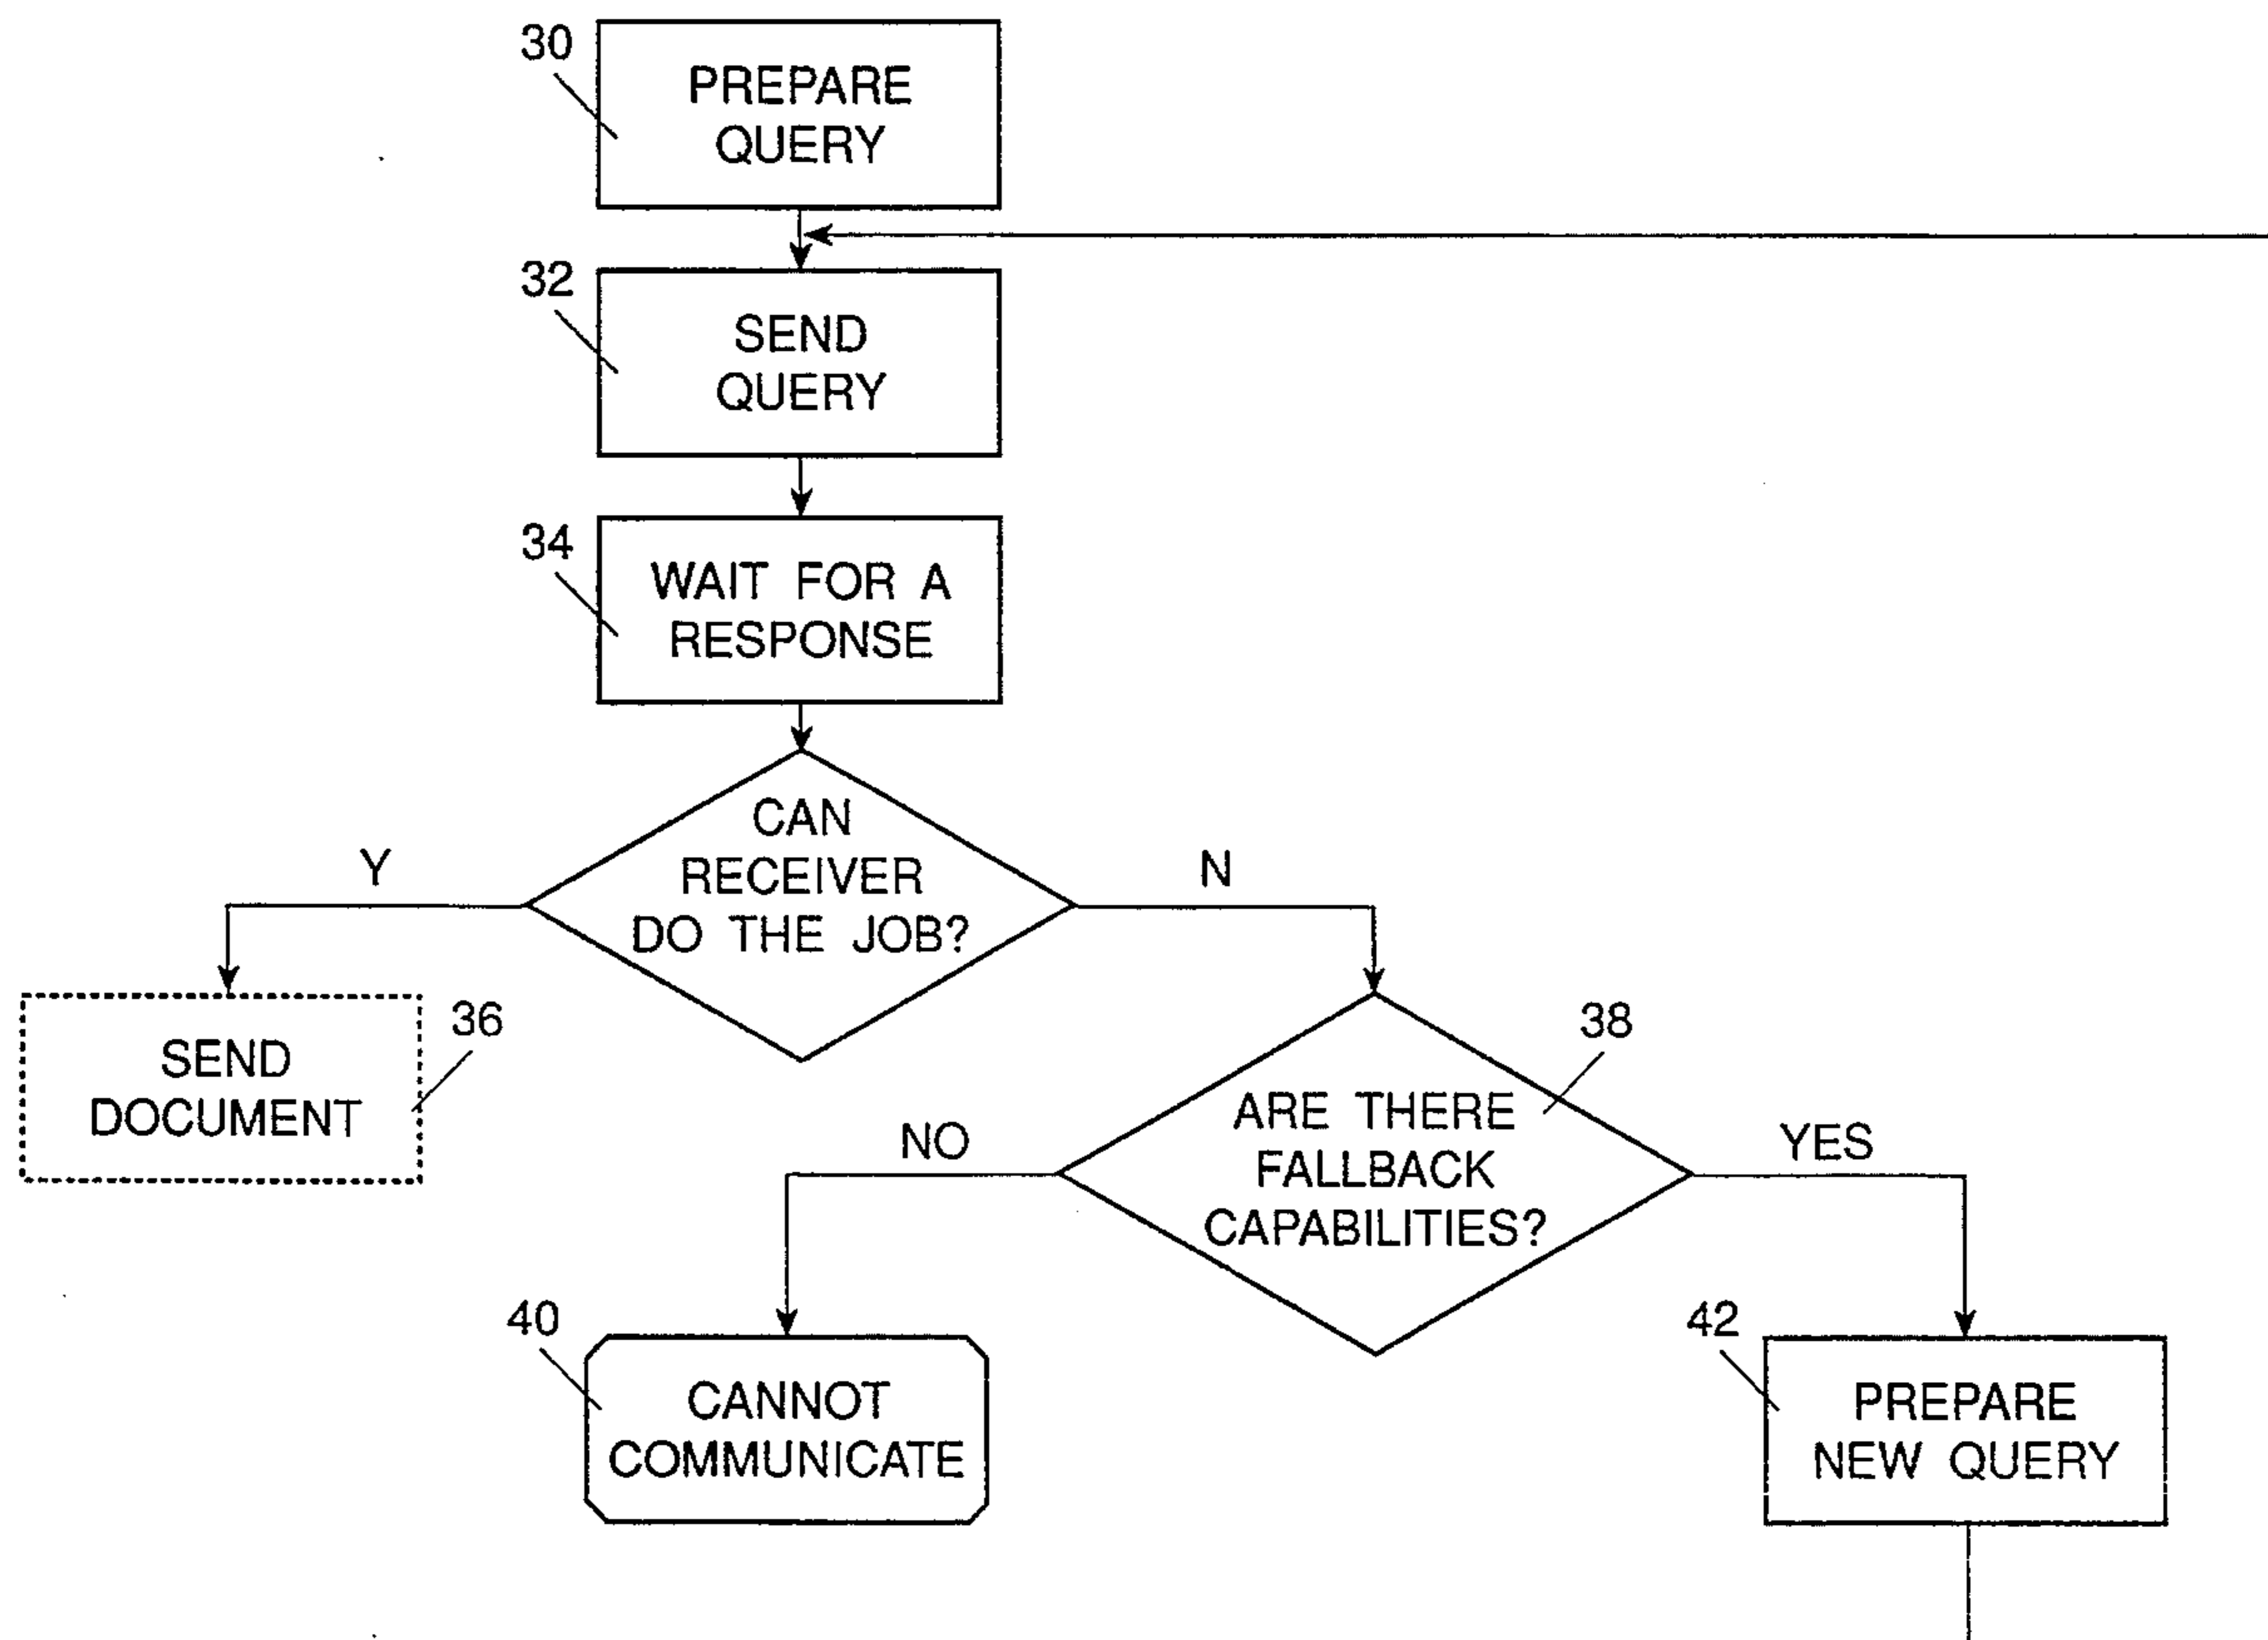 30
PREPARE
QUERY
32
SEND
QUERY
34
WAIT FOR A
RESPONSE
CAN
RECEIVER
DO THE JOB?
Y
N
SEND
DOCUMENT
36
38
ARE THERE
FALLBACK
CAPABILITIES?
NO
YES
40
CANNOT
COMMUNICATE
42
PREPARE
NEW QUERY